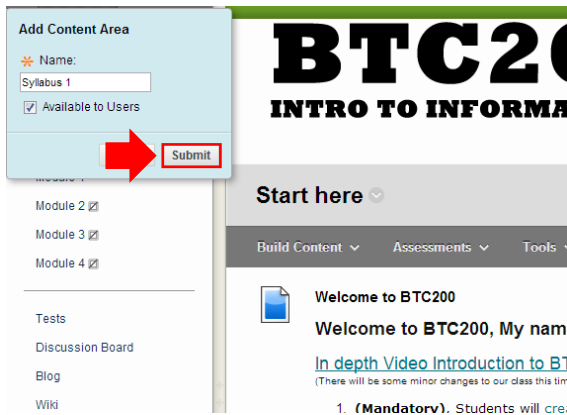 Add Content Area
Name:
Syllabus 1
Available to Users
Submit
Module 2
Module 3
Module 4
Tests
Discussion Board
Blog
Wiki
BTC20
INTRO TO INFORMA
Start here
Build Content Assessments Tools
Welcome to BTC200
Welcome to BTC200, My nam
In depth Video Introduction to BT
(There will be some minor changes to our class this tim
1. (Mandatory). Students will crea